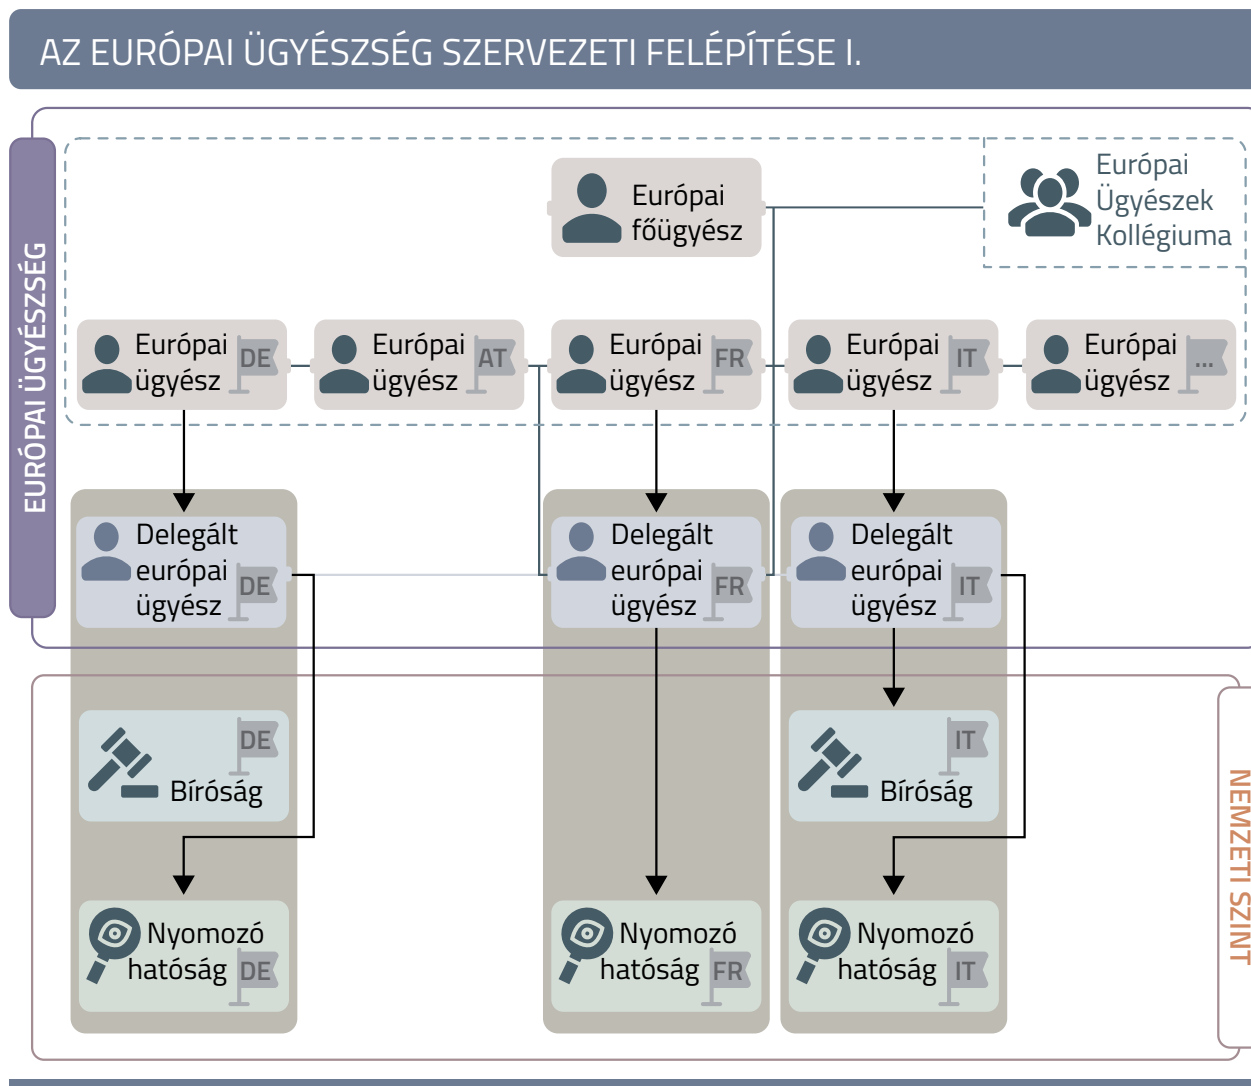 AZ EURÓPAI ÜGYÉSZSÉG SZERVEZETI FELÉPÍTÉSE I.
EURÓPAI ÜGYÉSZSÉG
Európai
főügyész
Európai
Ügyészek
Kollégiuma
Európai
ügyész
DE
Európai
ügyész
AT
Európai
ügyész
FR
Európai
ügyész
IT
Európai
ügyész
...
Delegált
európai
ügyész
DE
Delegált
európai
ügyész
FR
Delegált
európai
ügyész
IT
DE
Bíróság
IT
Bíróság
NEMZETI SZINT
Nyomozó
hatóság
DE
Nyomozó
hatóság
FR
Nyomozó
hatóság
IT